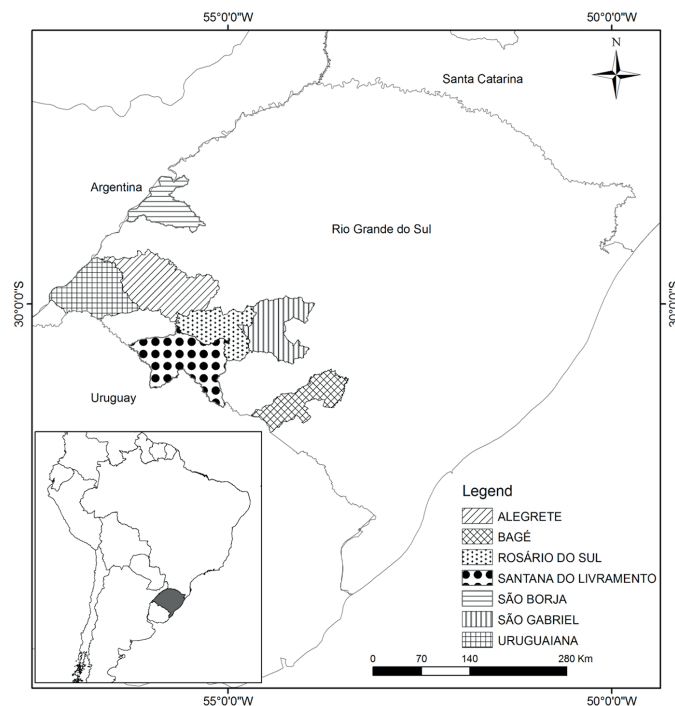 55°0'0"W 50°0'0"W
N
Santa Catarina
Argentina
Rio Grande do Sul
30°0'0"S 30°0'0"S
Uruguay
Legend
ALEGRETE
BAGÉ
ROSÁRIO DO SUL
SANTANA DO LIVRAMENTO
SÃO BORJA
SÃO GABRIEL
URUGUAIANA
0 70 140 280 Km
55°0'0"W 50°0'0"W